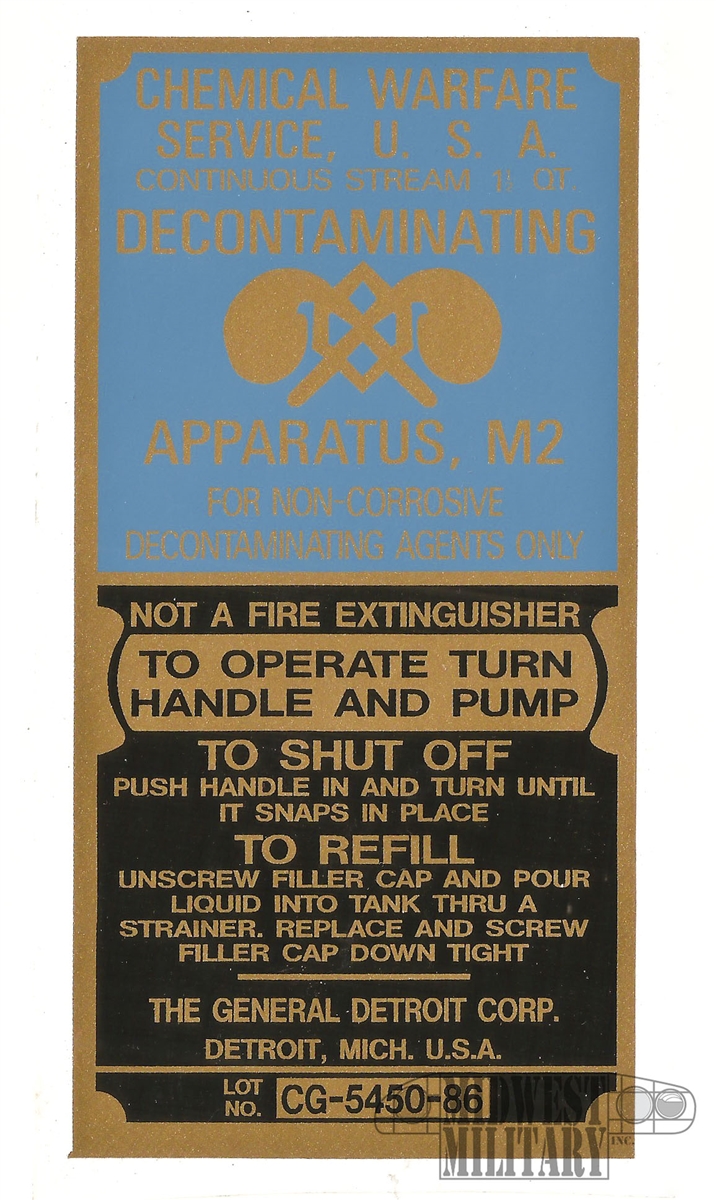 CHEMICAL WARFARE
SERVICE, U. S. A.
CONTINUOUS STREAM 1½ QT.
DECONTAMINATING
APPARATUS, M2
FOR NON-CORROSIVE
DECONTAMINATING AGENTS ONLY
NOT A FIRE EXTINGUISHER
TO OPERATE TURN
HANDLE AND PUMP
TO SHUT OFF
PUSH HANDLE IN AND TURN UNTIL
IT SNAPS IN PLACE
TO REFILL
UNSCREW FILLER CAP AND POUR
LIQUID INTO TANK THRU A
STRAINER. REPLACE AND SCREW
FILLER CAP DOWN TIGHT
THE GENERAL DETROIT CORP.
DETROIT, MICH. U.S.A.
LOT
NO. CG-5450-86
MIDWEST
MILITARY INC.